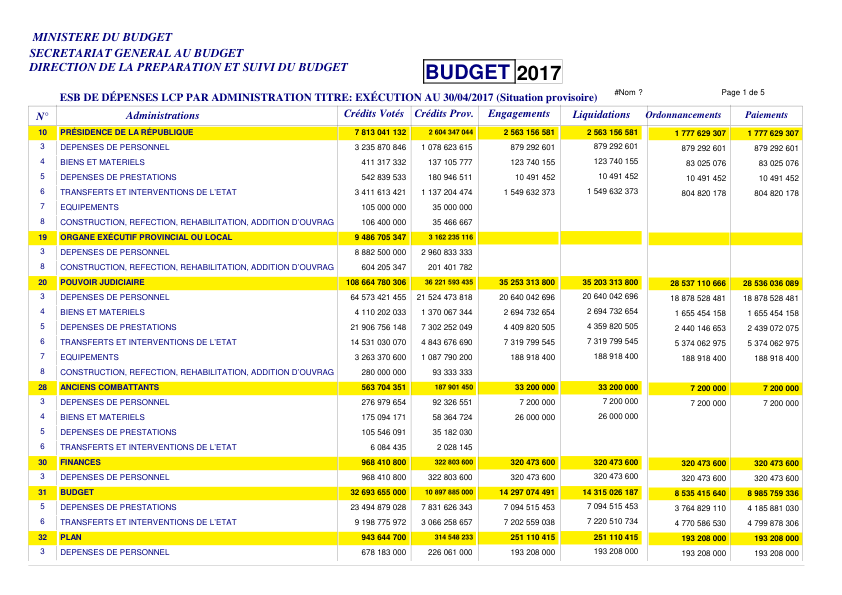 MINISTERE DU BUDGET
SECRETARIAT GENERAL AU BUDGET
DIRECTION DE LA PREPARATION ET SUIVI DU BUDGET
BUDGET 2017
ESB DE DÉPENSES LCP PAR ADMINISTRATION TITRE: EXÉCUTION AU 30/04/2017 (Situation provisoire) #Nom ? Page 1 de 5
N° Administrations Crédits Votés Crédits Prov. Engagements Liquidations Ordonnancements Paiements
10 PRÉSIDENCE DE LA RÉPUBLIQUE 7 813 041 132 2 604 347 044 2 563 156 581 2 563 156 581 1 777 629 307 1 777 629 307
3 DEPENSES DE PERSONNEL 3 235 870 846 1 078 623 615 879 292 601 879 292 601 879 292 601 879 292 601
4 BIENS ET MATERIELS 411 317 332 137 105 777 123 740 155 123 740 155 83 025 076 83 025 076
5 DEPENSES DE PRESTATIONS 542 839 533 180 946 511 10 491 452 10 491 452 10 491 452 10 491 452
6 TRANSFERTS ET INTERVENTIONS DE L'ETAT 3 411 613 421 1 137 204 474 1 549 632 373 1 549 632 373 804 820 178 804 820 178
7 EQUIPEMENTS 105 000 000 35 000 000
8 CONSTRUCTION, REFECTION, REHABILITATION, ADDITION D'OUVRAG 106 400 000 35 466 667
19 ORGANE EXÉCUTIF PROVINCIAL OU LOCAL 9 486 705 347 3 162 235 116
3 DEPENSES DE PERSONNEL 8 882 500 000 2 960 833 333
8 CONSTRUCTION, REFECTION, REHABILITATION, ADDITION D'OUVRAG 604 205 347 201 401 782
20 POUVOIR JUDICIAIRE 108 664 780 306 36 221 593 435 35 253 313 800 35 203 313 800 28 537 110 666 28 536 036 089
3 DEPENSES DE PERSONNEL 64 573 421 455 21 524 473 818 20 640 042 696 20 640 042 696 18 878 528 481 18 878 528 481
4 BIENS ET MATERIELS 4 110 202 033 1 370 067 344 2 694 732 654 2 694 732 654 1 655 454 158 1 655 454 158
5 DEPENSES DE PRESTATIONS 21 906 756 148 7 302 252 049 4 409 820 505 4 359 820 505 2 440 146 653 2 439 072 075
6 TRANSFERTS ET INTERVENTIONS DE L'ETAT 14 531 030 070 4 843 676 690 7 319 799 545 7 319 799 545 5 374 062 975 5 374 062 975
7 EQUIPEMENTS 3 263 370 600 1 087 790 200 188 918 400 188 918 400 188 918 400 188 918 400
8 CONSTRUCTION, REFECTION, REHABILITATION, ADDITION D'OUVRAG 280 000 000 93 333 333
28 ANCIENS COMBATTANTS 563 704 351 187 901 450 33 200 000 33 200 000 7 200 000 7 200 000
3 DEPENSES DE PERSONNEL 276 979 654 92 326 551 7 200 000 7 200 000 7 200 000 7 200 000
4 BIENS ET MATERIELS 175 094 171 58 364 724 26 000 000 26 000 000
5 DEPENSES DE PRESTATIONS 105 546 091 35 182 030
6 TRANSFERTS ET INTERVENTIONS DE L'ETAT 6 084 435 2 028 145
30 FINANCES 968 410 800 322 803 600 320 473 600 320 473 600 320 473 600 320 473 600
3 DEPENSES DE PERSONNEL 968 410 800 322 803 600 320 473 600 320 473 600 320 473 600 320 473 600
31 BUDGET 32 693 655 000 10 897 885 000 14 297 074 491 14 315 026 187 8 535 415 640 8 985 759 336
5 DEPENSES DE PRESTATIONS 23 494 879 028 7 831 626 343 7 094 515 453 7 094 515 453 3 764 829 110 4 185 881 030
6 TRANSFERTS ET INTERVENTIONS DE L'ETAT 9 198 775 972 3 066 258 657 7 202 559 038 7 220 510 734 4 770 586 530 4 799 878 306
32 PLAN 943 644 700 314 548 233 251 110 415 251 110 415 193 208 000 193 208 000
3 DEPENSES DE PERSONNEL 678 183 000 226 061 000 193 208 000 193 208 000 193 208 000 193 208 000